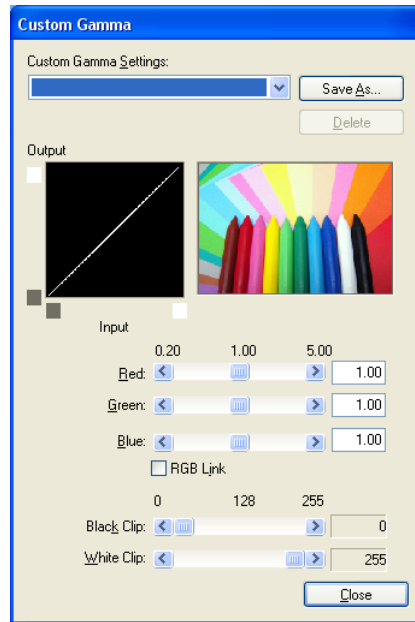 Custom Gamma
Custom Gamma Settings:
Save As...
Delete
Output
Input
0.20 1.00 5.00
Red: 1.00
Green: 1.00
Blue: 1.00
RGB Link
0 128 255
Black Clip: 0
White Clip: 255
Close